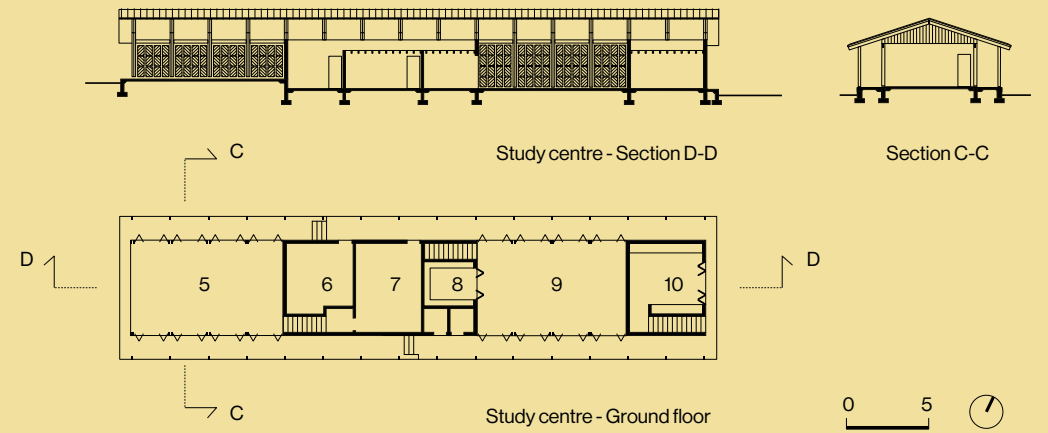 Study centre - Section D-D
Section C-C
C
D
D
5
6
7
8
9
10
C
Study centre - Ground floor
0 5